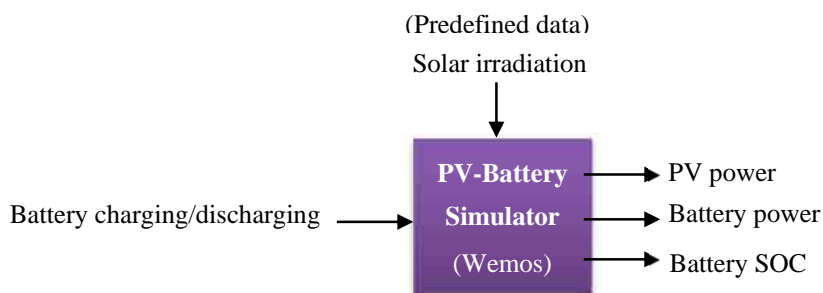 (Predefined data)
Solar irradiation
PV-Battery
Simulator
(Wemos)
Battery charging/discharging
PV power
Battery power
Battery SOC